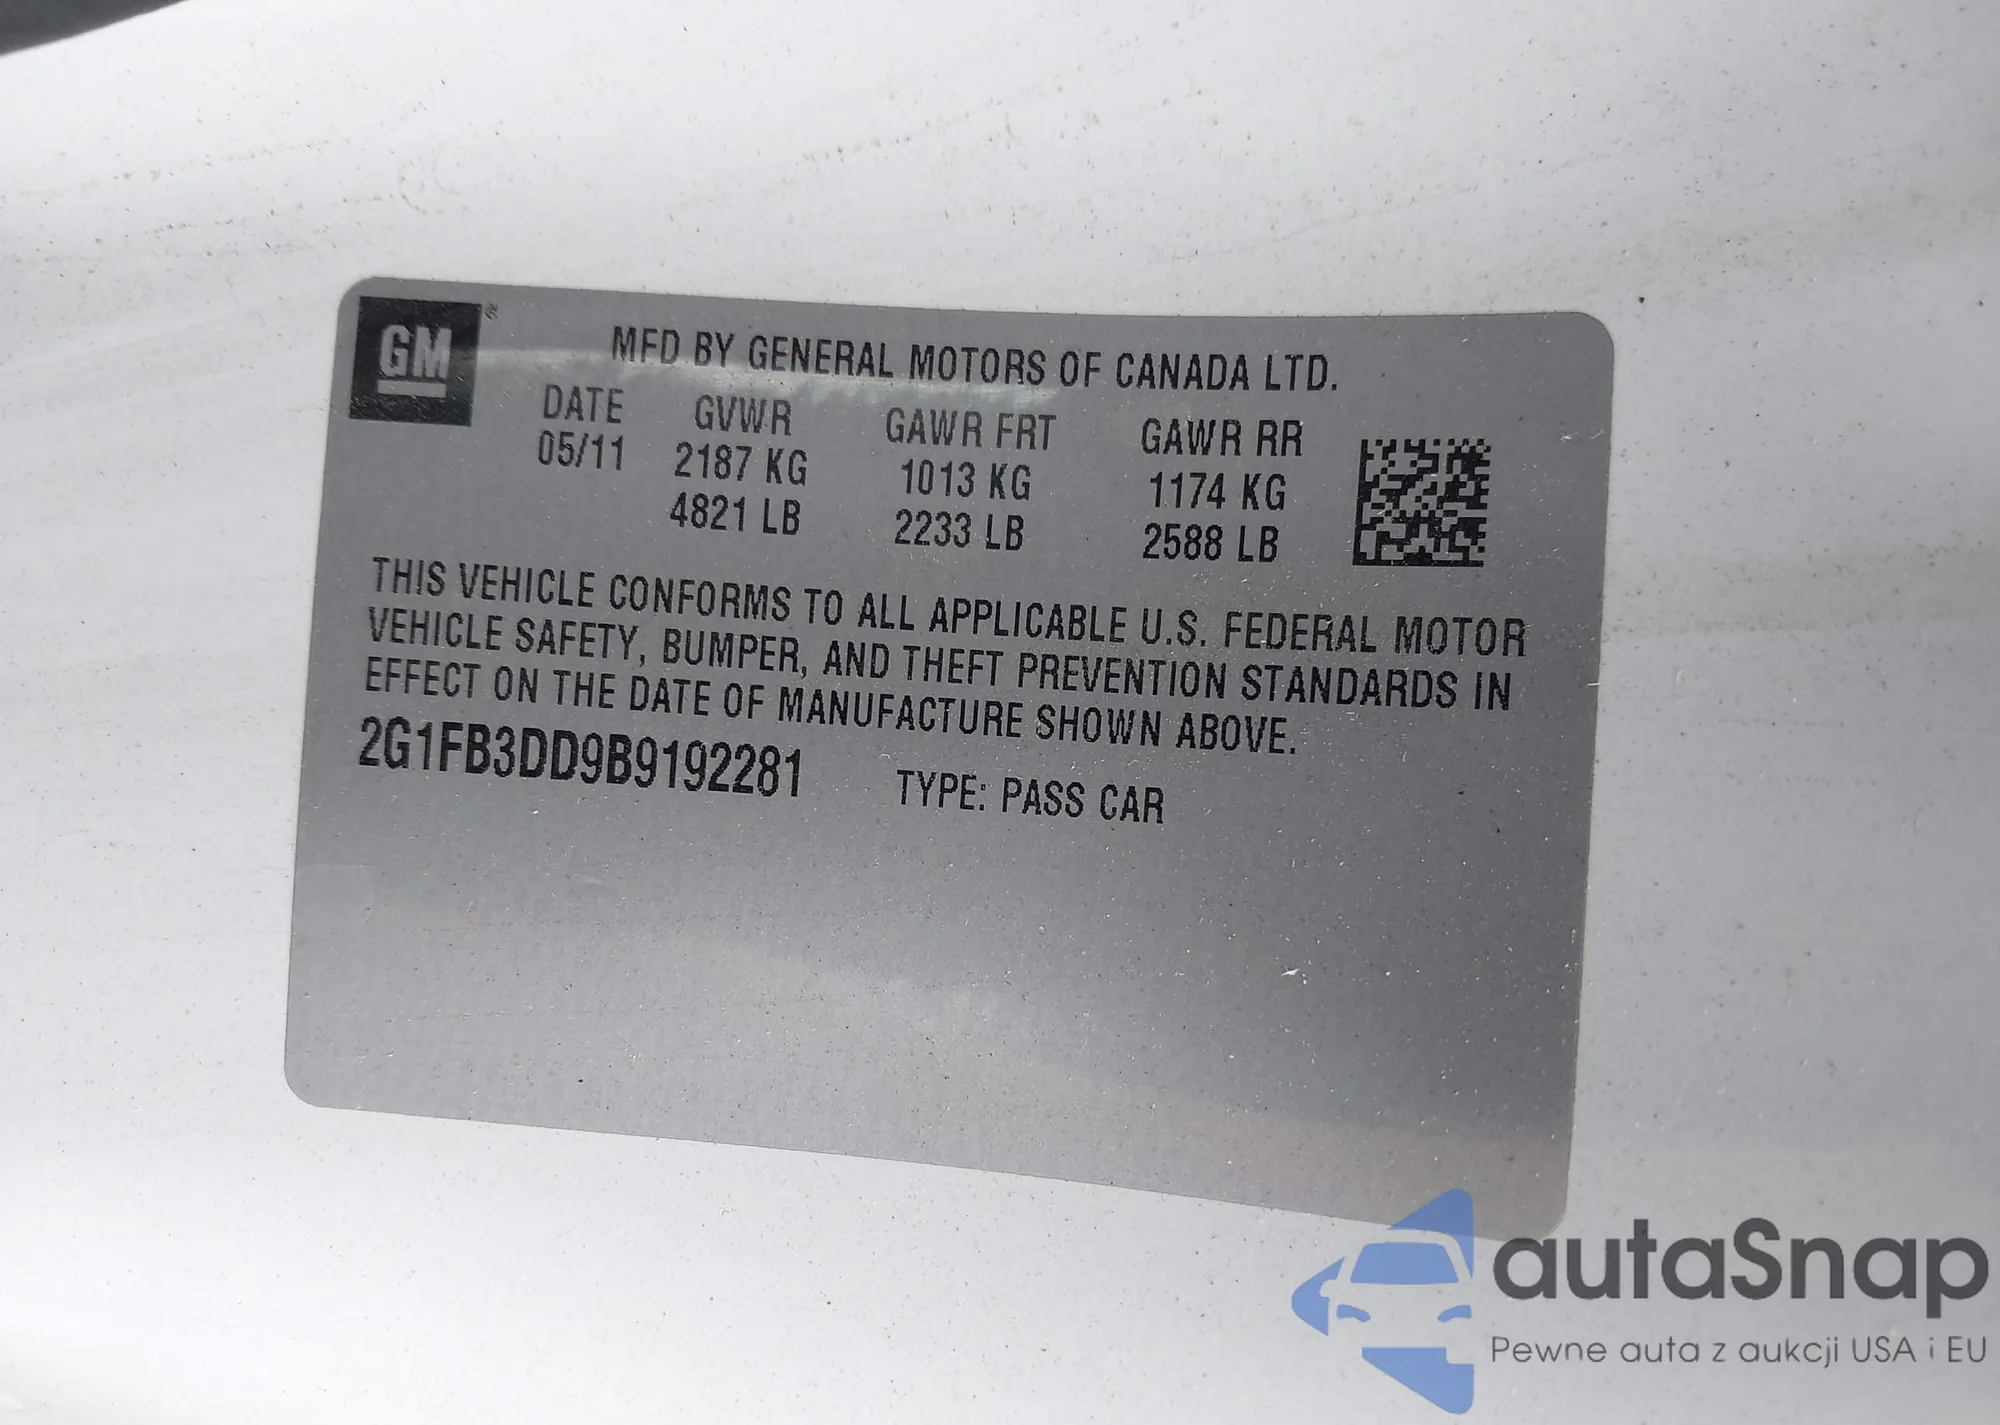 GM ®
MFD BY GENERAL MOTORS OF CANADA LTD.
DATE GVWR GAWR FRT GAWR RR
05/11 2187 KG 1013 KG 1174 KG
4821 LB 2233 LB 2588 LB
THIS VEHICLE CONFORMS TO ALL APPLICABLE U.S. FEDERAL MOTOR
VEHICLE SAFETY, BUMPER, AND THEFT PREVENTION STANDARDS IN
EFFECT ON THE DATE OF MANUFACTURE SHOWN ABOVE.
2G1FB3DD9B9192281 TYPE: PASS CAR
autaSnap
Pewne auta z aukcji USA i EU